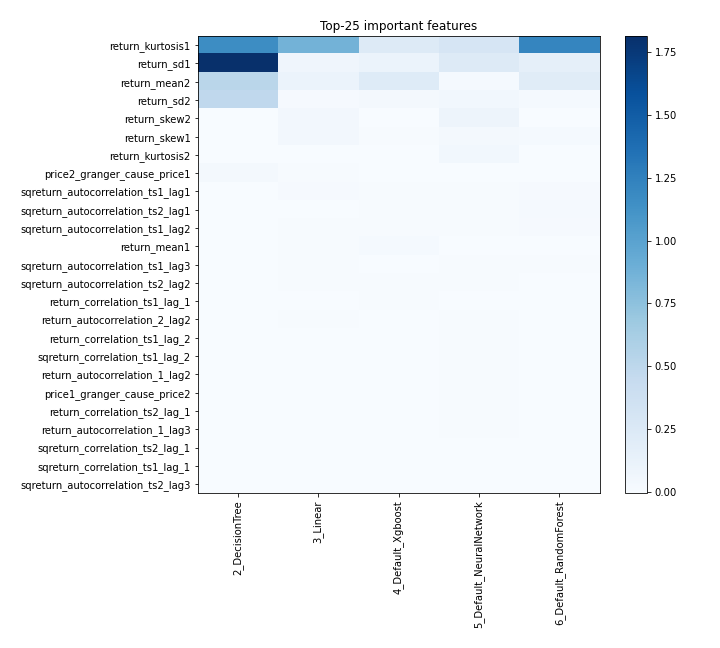 Top-25 important features
return_kurtosis1
return_sd1
return_mean2
return_sd2
return_skew2
return_skew1
return_kurtosis2
price2_granger_cause_price1
sqreturn_autocorrelation_ts1_lag1
sqreturn_autocorrelation_ts2_lag1
sqreturn_autocorrelation_ts1_lag2
return_mean1
sqreturn_autocorrelation_ts1_lag3
sqreturn_autocorrelation_ts2_lag2
return_correlation_ts1_lag_1
return_autocorrelation_2_lag2
return_correlation_ts1_lag_2
sqreturn_correlation_ts1_lag_2
return_autocorrelation_1_lag2
price1_granger_cause_price2
return_correlation_ts2_lag_1
return_autocorrelation_1_lag3
sqreturn_correlation_ts2_lag_1
sqreturn_correlation_ts1_lag_1
sqreturn_autocorrelation_ts2_lag3
2_DecisionTree
3_Linear
4_Default_Xgboost
5_Default_NeuralNetwork
6_Default_RandomForest
1.75
1.50
1.25
1.00
0.75
0.50
0.25
0.00